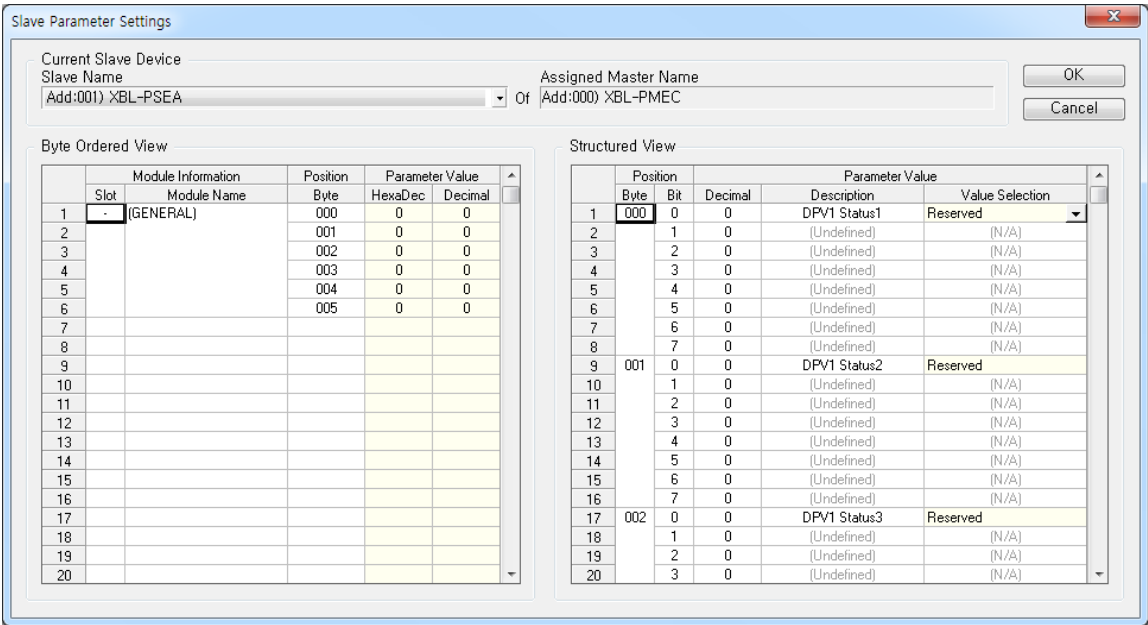 Slave Parameter Settings
Current Slave Device
Slave Name
Assigned Master Name
Add:001) XBL-PSEA
Of
Add:000) XBL-PMEC
OK
Cancel
Byte Ordered View
Module Information Position Parameter Value
Slot Module Name Byte HexaDec Decimal
1 - (GENERAL) 000 0 0
2 001 0 0
3 002 0 0
4 003 0 0
5 004 0 0
6 005 0 0
7
8
9
10
11
12
13
14
15
16
17
18
19
20
Structured View
Position Parameter Value
Byte Bit Decimal Description Value Selection
1 000 0 0 DPV1 Status1 Reserved
2 1 0 (Undefined) (N/A)
3 2 0 (Undefined) (N/A)
4 3 0 (Undefined) (N/A)
5 4 0 (Undefined) (N/A)
6 5 0 (Undefined) (N/A)
7 6 0 (Undefined) (N/A)
8 7 0 (Undefined) (N/A)
9 001 0 0 DPV1 Status2 Reserved
10 1 0 (Undefined) (N/A)
11 2 0 (Undefined) (N/A)
12 3 0 (Undefined) (N/A)
13 4 0 (Undefined) (N/A)
14 5 0 (Undefined) (N/A)
15 6 0 (Undefined) (N/A)
16 7 0 (Undefined) (N/A)
17 002 0 0 DPV1 Status3 Reserved
18 1 0 (Undefined) (N/A)
19 2 0 (Undefined) (N/A)
20 3 0 (Undefined) (N/A)